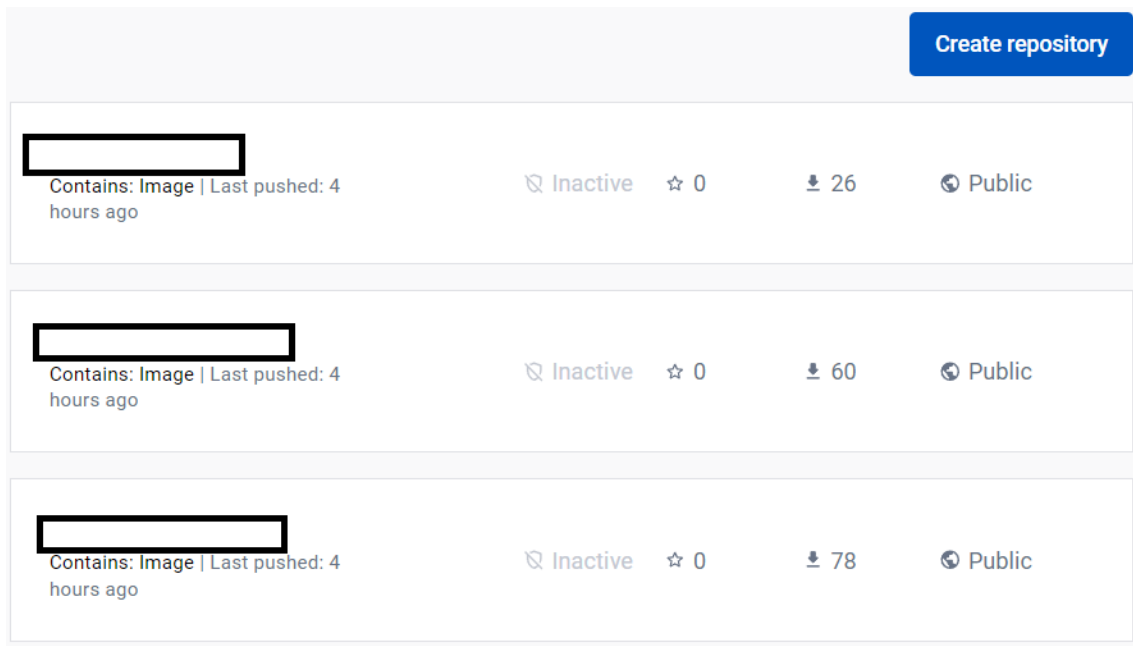 Create repository
Contains: Image | Last pushed: 4 hours ago
Inactive
0
26
Public
Contains: Image | Last pushed: 4 hours ago
Inactive
0
60
Public
Contains: Image | Last pushed: 4 hours ago
Inactive
0
78
Public